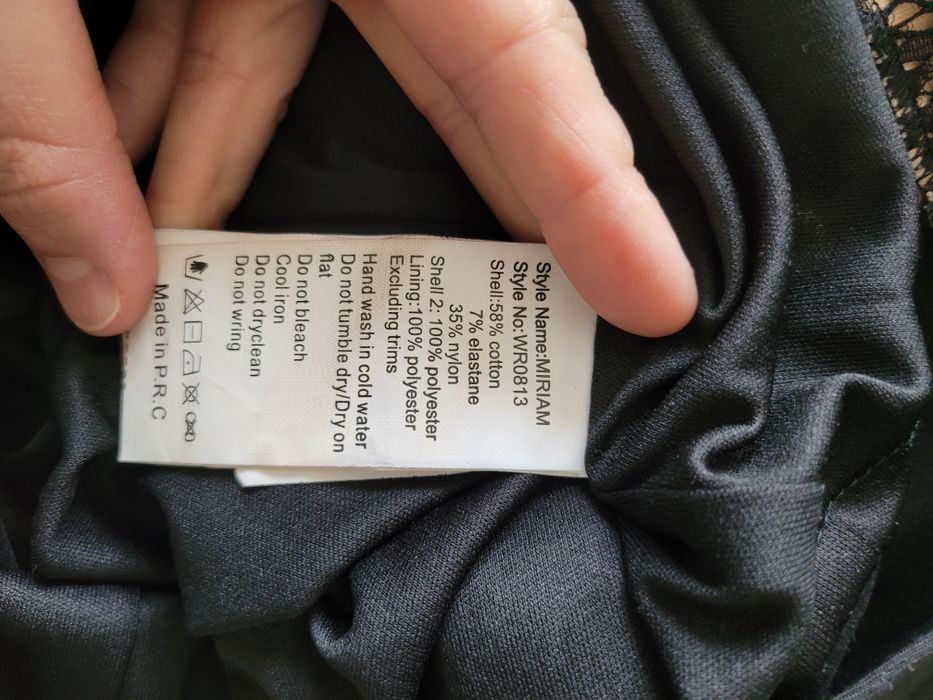 Style Name:MIRIAM
Style No:WR0813
Shell:58% cotton
7% elastane
35% nylon
Shell 2: 100% polyester
Lining:100% polyester
Excluding trims
Hand wash in cold water
Do not tumble dry/Dry on
flat
Do not bleach
Cool iron
Do not dryclean
Do not wring
Made in P.R.C